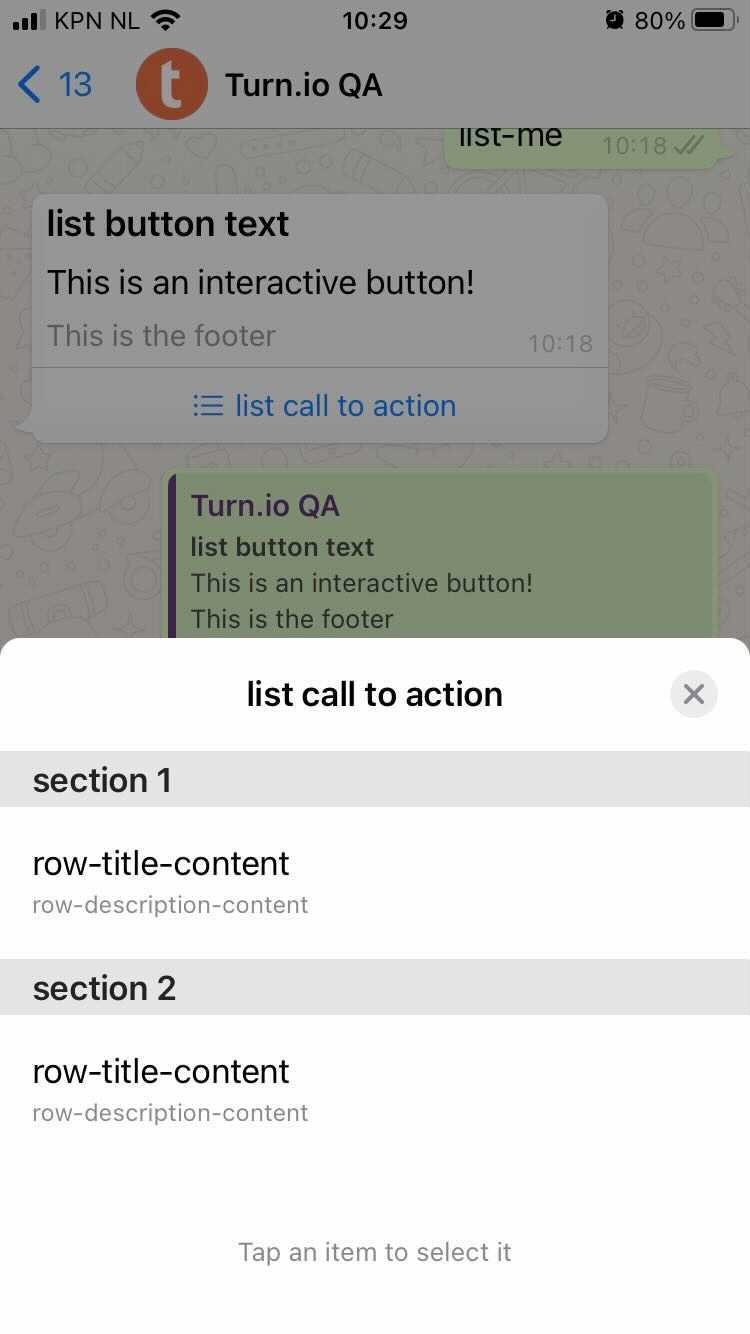 KPN NL
10:29
80%
13
t
Turn.io QA
list-me
10:18
list button text
This is an interactive button!
This is the footer
10:18
list call to action
Turn.io QA
list button text
This is an interactive button!
This is the footer
list call to action
section 1
row-title-content
row-description-content
section 2
row-title-content
row-description-content
Tap an item to select it